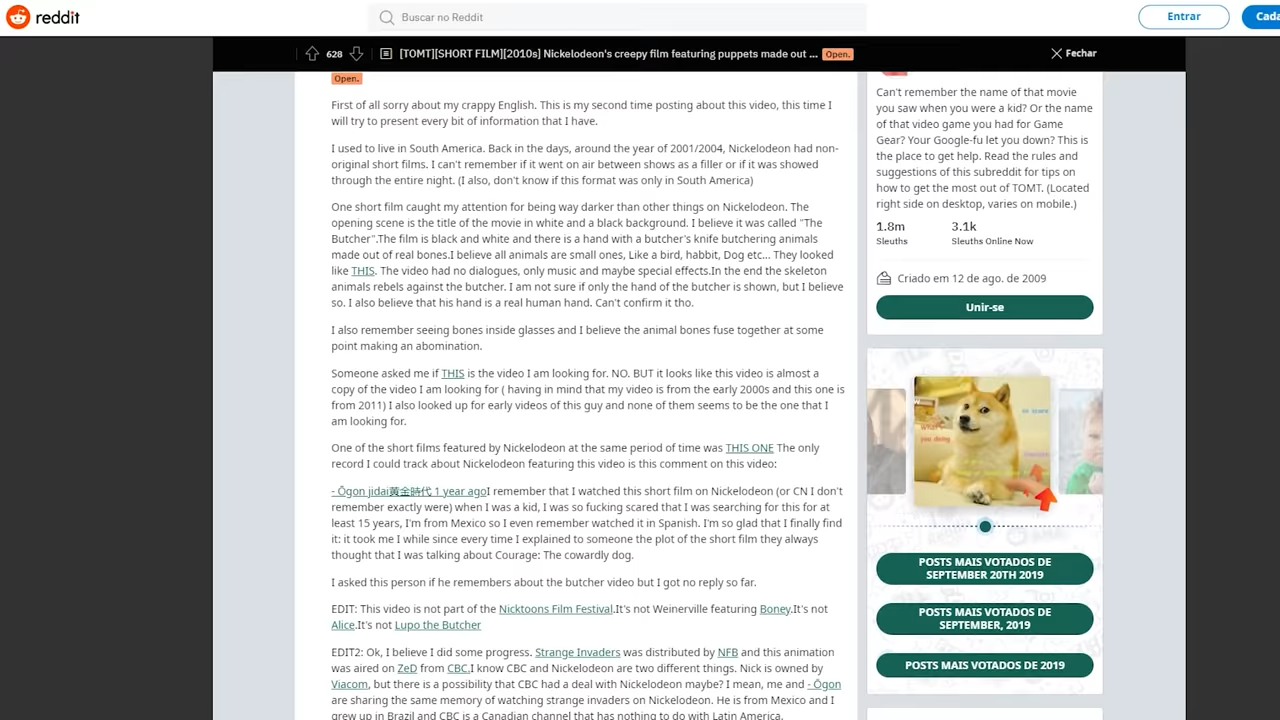 reddit
Buscar no Reddit
Entrar
Cada
628
[TOMT][SHORT FILM][2010s] Nickelodeon's creepy film featuring puppets made out ...
Open.
Fechar
Open.
First of all sorry about my crappy English. This is my second time posting about this video, this time I
will try to present every bit of information that I have.
I used to live in South America. Back in the days, around the year of 2001/2004, Nickelodeon had non-
original short films. I can't remember if it went on air between shows as a filler or if it was showed
through the entire night. (I also, don't know if this format was only in South America)
One short film caught my attention for being way darker than other things on Nickelodeon. The
opening scene is the title of the movie in white and a black background. I believe it was called "The
Butcher".The film is black and white and there is a hand with a butcher's knife butchering animals
made out of real bones.I believe all animals are small ones, Like a bird, habbit, Dog etc... They looked
like THIS. The video had no dialogues, only music and maybe special effects.In the end the skeleton
animals rebels against the butcher. I am not sure if only the hand of the butcher is shown, but I believe
so. I also believe that his hand is a real human hand. Can't confirm it tho.
I also remember seeing bones inside glasses and I believe the animal bones fuse together at some
point making an abomination.
Someone asked me if THIS is the video I am looking for. NO. BUT it looks like this video is almost a
copy of the video I am looking for ( having in mind that my video is from the early 2000s and this one is
from 2011) I also looked up for early videos of this guy and none of them seems to be the one that I
am looking for.
One of the short films featured by Nickelodeon at the same period of time was THIS ONE The only
record I could track about Nickelodeon featuring this video is this comment on this video:
- Ōgon jidai黄金時代 1 year agoI remember that I watched this short film on Nickelodeon (or CN I don't
remember exactly were) when I was a kid, I was so fucking scared that I was searching for this for at
least 15 years, I'm from Mexico so I even remember watched it in Spanish. I'm so glad that I finally find
it: it took me I while since every time I explained to someone the plot of the short film they always
thought that I was talking about Courage: The cowardly dog.
I asked this person if he remembers about the butcher video but I got no reply so far.
EDIT: This video is not part of the Nicktoons Film Festival.It's not Weinerville featuring Boney.It's not
Alice.It's not Lupo the Butcher
EDIT2: Ok, I believe I did some progress. Strange Invaders was distributed by NFB and this animation
was aired on ZeD from CBC.I know CBC and Nickelodeon are two different things. Nick is owned by
Viacom, but there is a possibility that CBC had a deal with Nickelodeon maybe? I mean, me and - Ōgon
are sharing the same memory of watching strange invaders on Nickelodeon. He is from Mexico and I
grew up in Brazil and CBC is a Canadian channel that has nothing to do with Latin America.
Can't remember the name of that movie
you saw when you were a kid? Or the name
of that video game you had for Game
Gear? Your Google-fu let you down? This is
the place to get help. Read the rules and
suggestions of this subreddit for tips on
how to get the most out of TOMT. (Located
right side on desktop, varies on mobile.)
1.8m
3.1k
Sleuths
Sleuths Online Now
Criado em 12 de ago. de 2009
Unir-se
you doing
POSTS MAIS VOTADOS DE
SEPTEMBER 20TH 2019
POSTS MAIS VOTADOS DE
SEPTEMBER, 2019
POSTS MAIS VOTADOS DE 2019